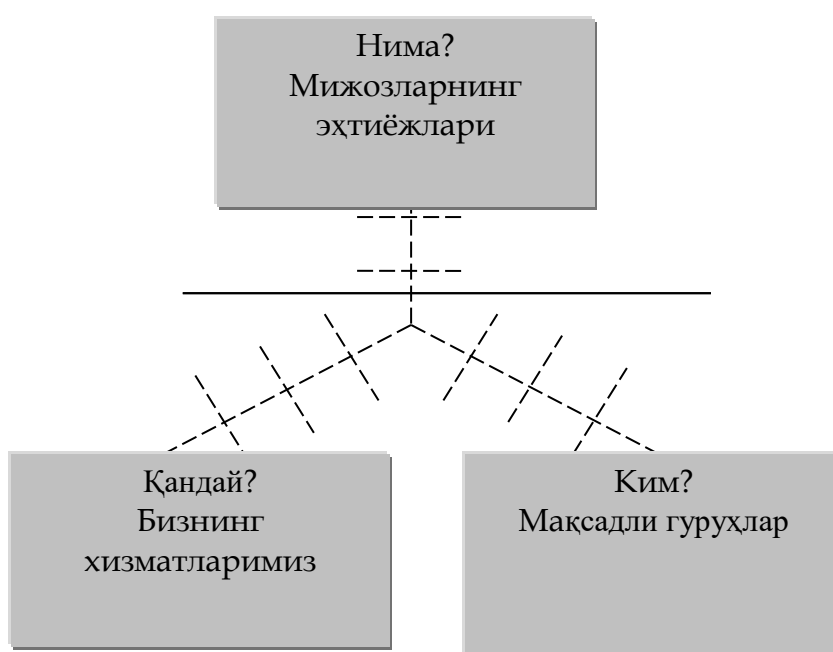 Нима?
Мижозларнинг
эҳтиёжлари
Қандай?
Бизнинг
хизматларимиз
Ким?
Мақсадли гуруҳлар